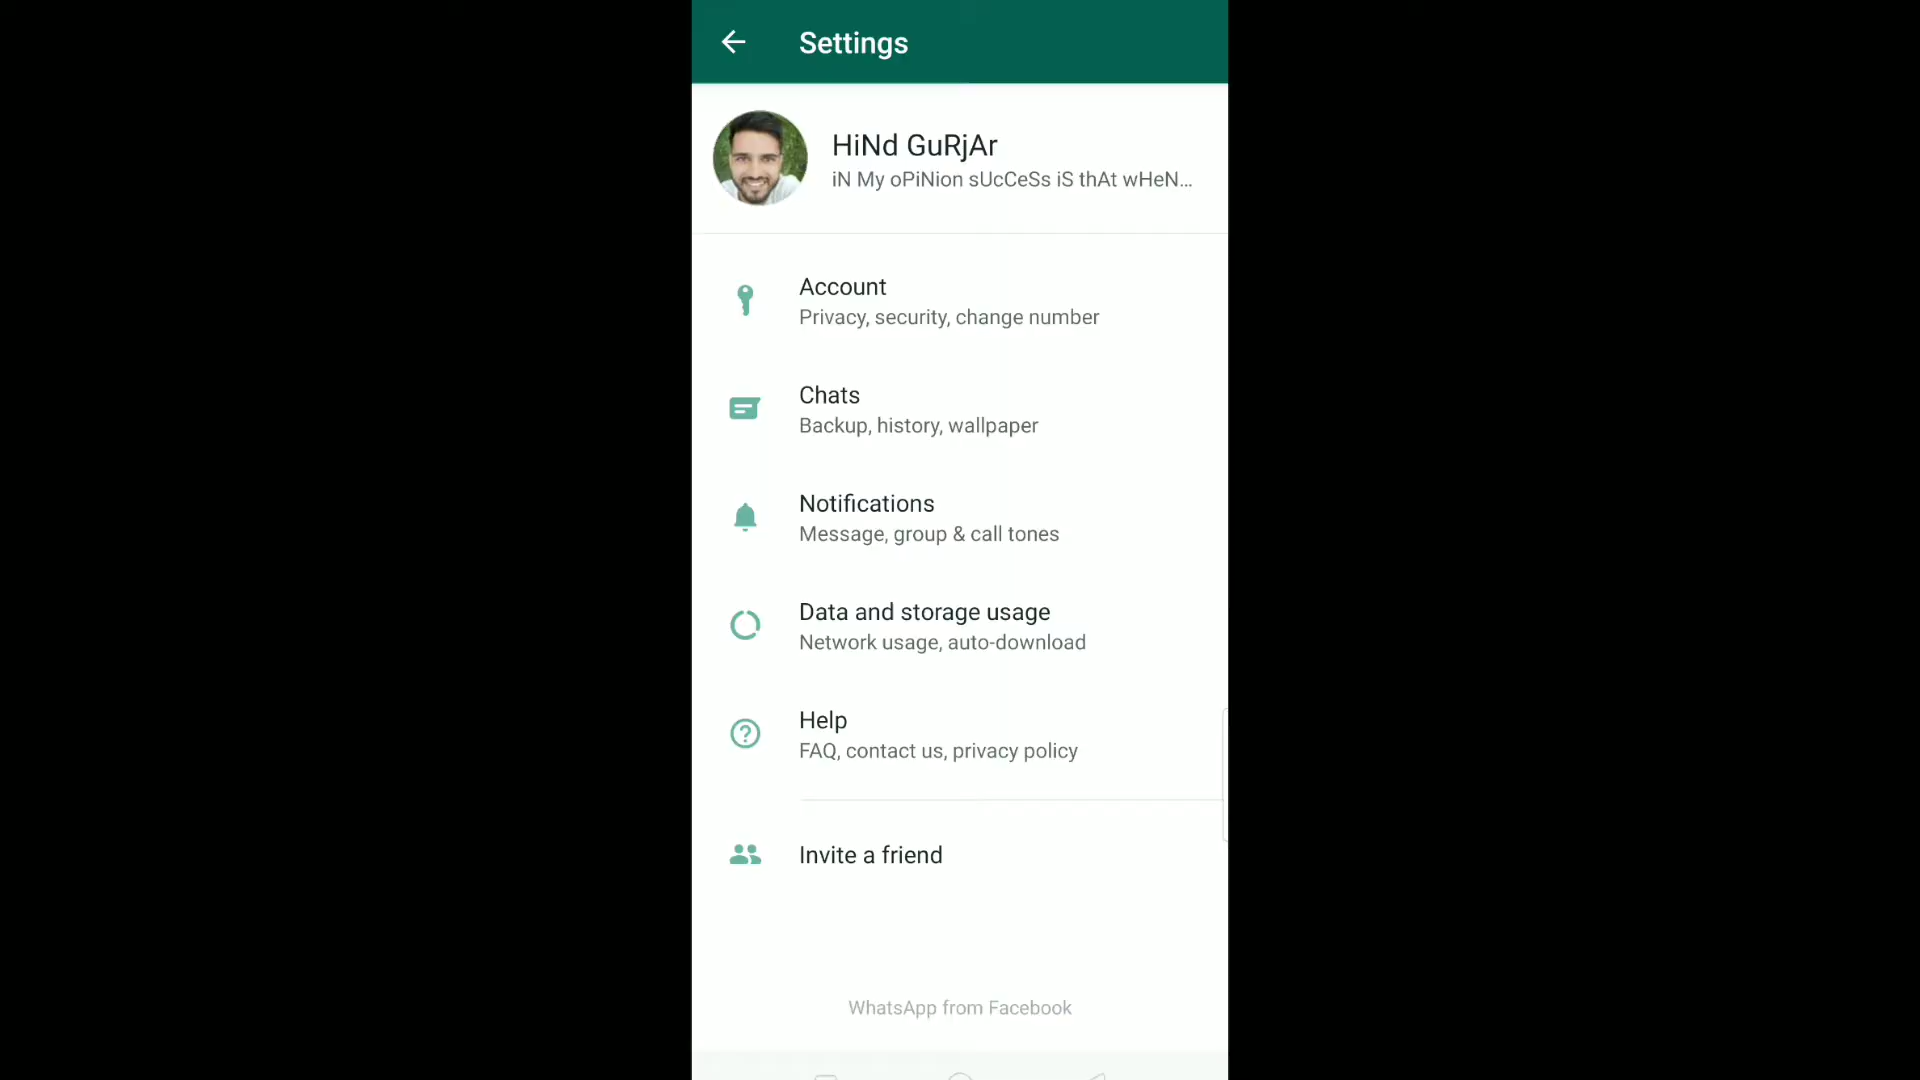 Settings
HiNd GuRjAr
iN My oPiNion sUcCeSs iS thAt wHeN...
Account
Privacy, security, change number
Chats
Backup, history, wallpaper
Notifications
Message, group & call tones
Data and storage usage
Network usage, auto-download
Help
FAQ, contact us, privacy policy
Invite a friend
WhatsApp from Facebook